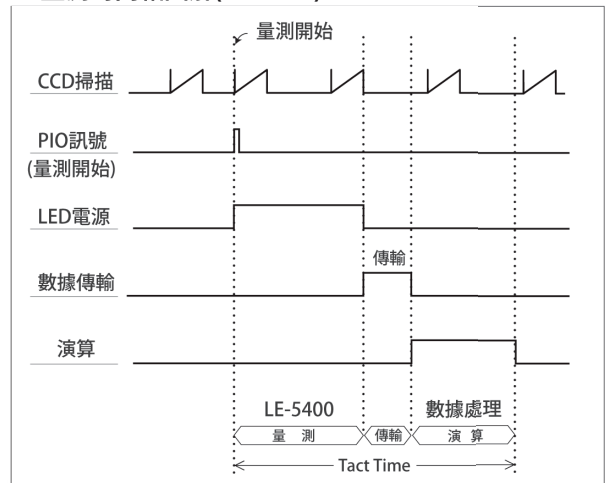 量測開始
CCD掃描
PIO訊號
(量測開始)
LED電源
傳輸
數據傳輸
演算
LE-5400
數據處理
量 測
傳輸
演 算
Tact Time